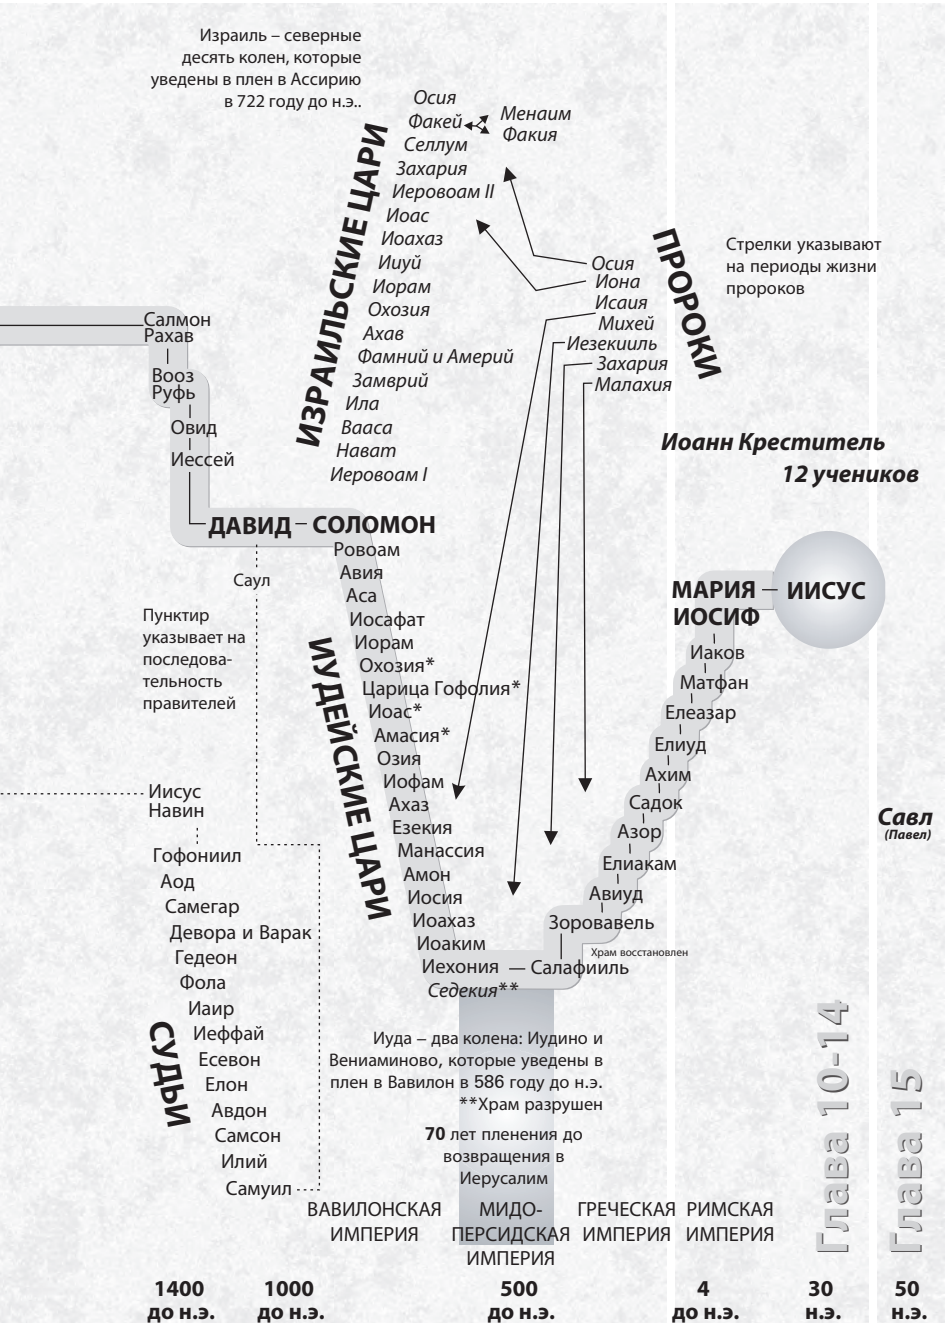 Израиль – северные
десять колен, которые
уведены в плен в Ассирию
в 722 году до н.э..
ИЗРАИЛЬСКИЕ ЦАРИ
Осия
Факей
Менаим
Факия
Селлум
Захария
Иеровоам II
Иоас
Иоахаз
Ииуй
Иорам
Охозия
Ахав
Фамний и Америй
Замврий
Ила
Вааса
Нават
Иеровоам I
ПРОРОКИ
Стрелки указывают
на периоды жизни
пророков
Осия
Иона
Исаия
Михей
Иезекииль
Захария
Малахия
Иоанн Креститель
12 учеников
Салмон
Рахав
Вооз
Руфь
Овид
Иессей
ДАВИД
СОЛОМОН
Саул
Пунктир
указывает на
последова-
тельность
правителей
ИУДЕЙСКИЕ ЦАРИ
Ровоам
Авия
Аса
Иосафат
Иорам
Охозия*
Царица Гофолия*
Иоас*
Амасия*
Озия
Иофам
Ахаз
Езекия
Манассия
Амон
Иосия
Иоахаз
Иоаким
Иехония
Седекия**
Салафииль
Храм восстановлен
Зоровавель
Авиуд
Елиакам
Азор
Садок
Ахим
Елиуд
Елеазар
Матфан
Иаков
МАРИЯ
ИОСИФ
ИИСУС
Савл
(Павел)
Иисус
Навин
СУДЬИ
Гофониил
Аод
Самегар
Девора и Варак
Гедеон
Фола
Иаир
Иеффай
Есевон
Елон
Авдон
Самсон
Илий
Самуил
Иуда – два колена: Иудино и
Вениаминово, которые уведены в
плен в Вавилон в 586 году до н.э.
**Храм разрушен
70 лет пленения до
возвращения в
Иерусалим
ВАВИЛОНСКАЯ
ИМПЕРИЯ
МИДО-
ПЕРСИДСКАЯ
ИМПЕРИЯ
ГРЕЧЕСКАЯ
ИМПЕРИЯ
РИМСКАЯ
ИМПЕРИЯ
Глава 10-14
Глава 15
1400
до н.э.
1000
до н.э.
500
до н.э.
4
до н.э.
30
н.э.
50
н.э.